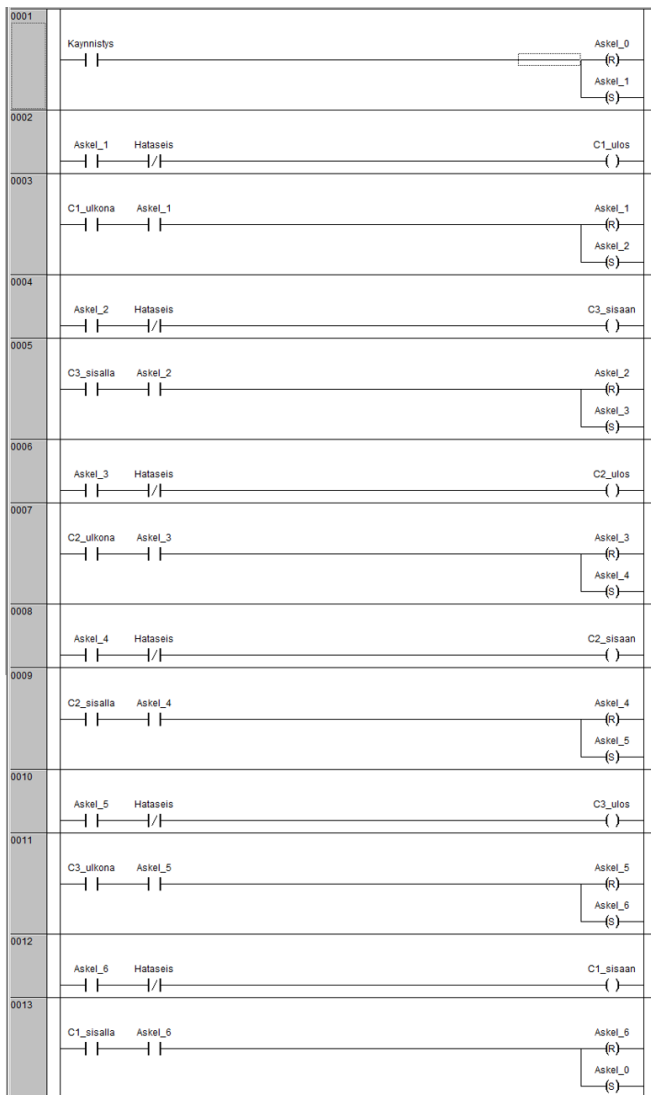 0001
Kaynnistys Askel_0
(R)
Askel_1
(S)
0002
Askel_1 Hataseis C1_ulos
0003
C1_ulkona Askel_1 Askel_1
(R)
Askel_2
(S)
0004
Askel_2 Hataseis C3_sisaan
0005
C3_sisalla Askel_2 Askel_2
(R)
Askel_3
(S)
0006
Askel_3 Hataseis C2_ulos
0007
C2_ulkona Askel_3 Askel_3
(R)
Askel_4
(S)
0008
Askel_4 Hataseis C2_sisaan
0009
C2_sisalla Askel_4 Askel_4
(R)
Askel_5
(S)
0010
Askel_5 Hataseis C3_ulos
0011
C3_ulkona Askel_5 Askel_5
(R)
Askel_6
(S)
0012
Askel_6 Hataseis C1_sisaan
0013
C1_sisalla Askel_6 Askel_6
(R)
Askel_0
(S)